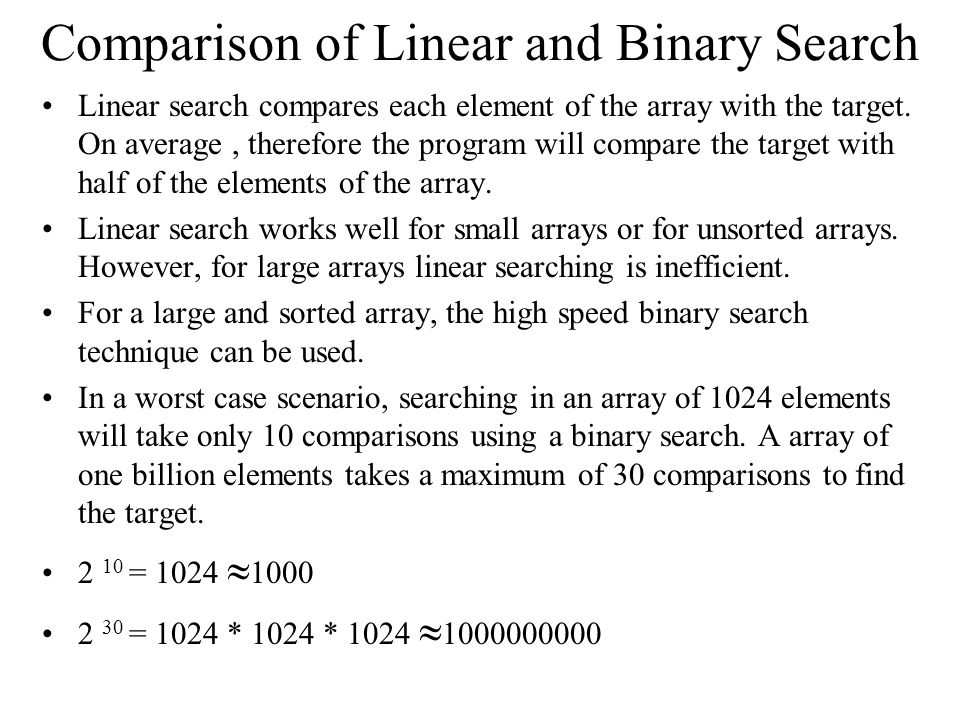 Comparison of Linear and Binary Search
• Linear search compares each element of the array with the target.
On average , therefore the program will compare the target with
half of the elements of the array.
• Linear search works well for small arrays or for unsorted arrays.
However, for large arrays linear searching is inefficient.
• For a large and sorted array, the high speed binary search
technique can be used.
• In a worst case scenario, searching in an array of 1024 elements
will take only 10 comparisons using a binary search. A array of
one billion elements takes a maximum of 30 comparisons to find
the target.
• 2 ¹⁰ = 1024 ≈1000
• 2 ³⁰ = 1024 * 1024 * 1024 ≈1000000000